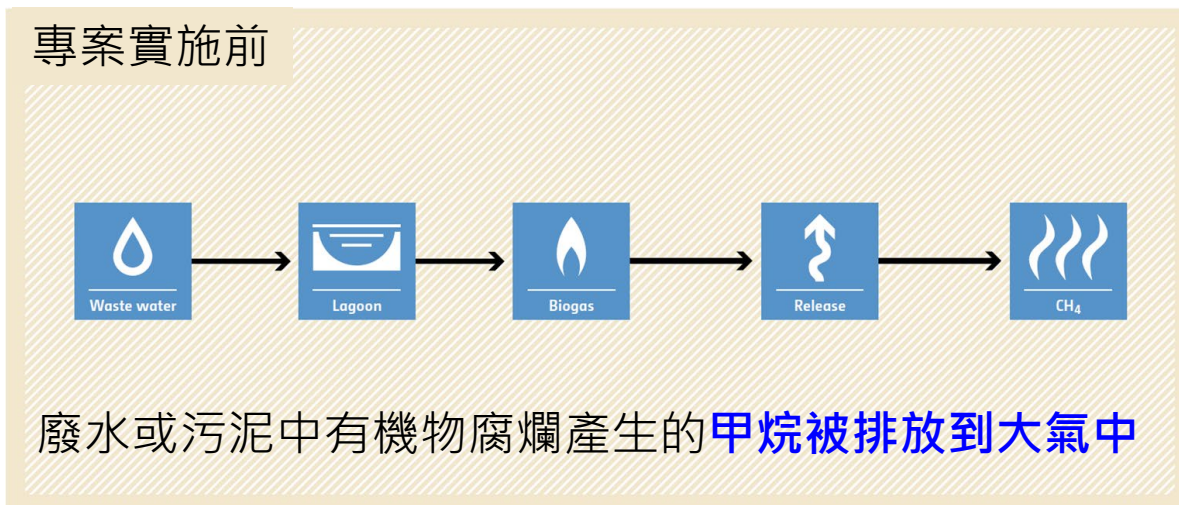 專案實施前
Waste water
Lagoon
Biogas
Release
CH₄
廢水或污泥中有機物腐爛產生的甲烷被排放到大氣中